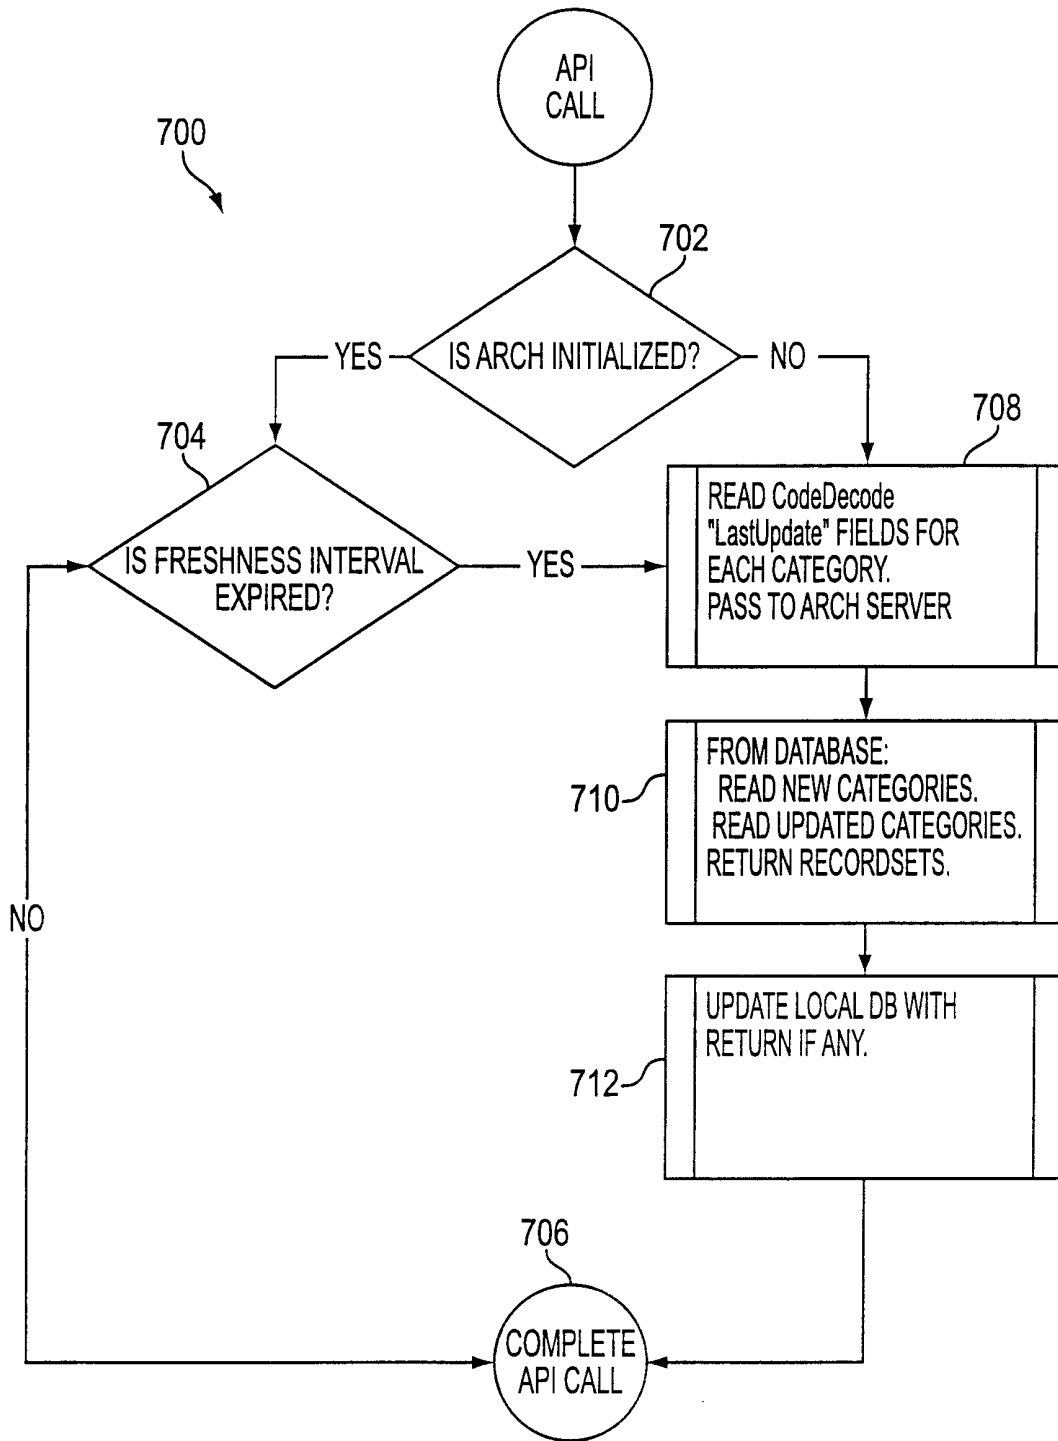 API
CALL
700
702
IS ARCH INITIALIZED?
YES
NO
704
708
IS FRESHNESS INTERVAL
EXPIRED?
YES
READ CodeDecode
"LastUpdate" FIELDS FOR
EACH CATEGORY.
PASS TO ARCH SERVER
710
FROM DATABASE:
READ NEW CATEGORIES.
READ UPDATED CATEGORIES.
RETURN RECORDSETS.
NO
712
UPDATE LOCAL DB WITH
RETURN IF ANY.
706
COMPLETE
API CALL